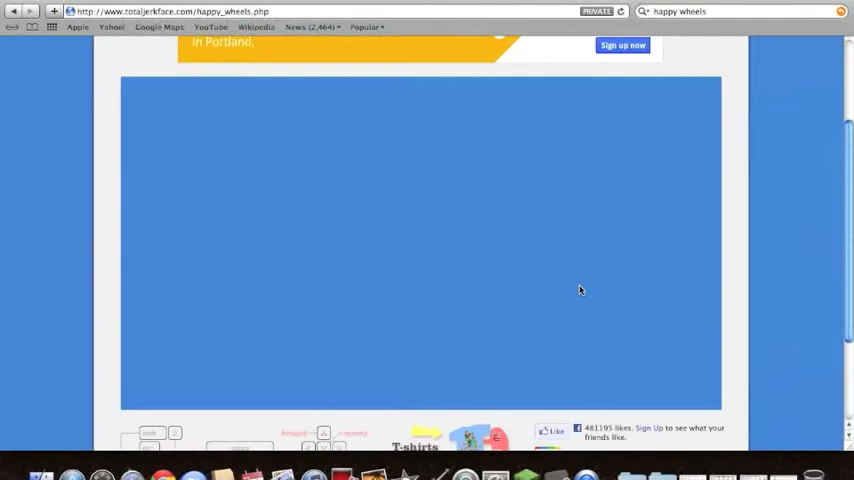 http://www.totaljerkface.com/happy_wheels.php
PRIVATE
happy wheels
Apple Yahoo! Google Maps YouTube Wikipedia News (2,464) Popular
in Portland.
Sign up now
Like
481195 likes. Sign Up to see what your
friends like.
forward
T-shirts